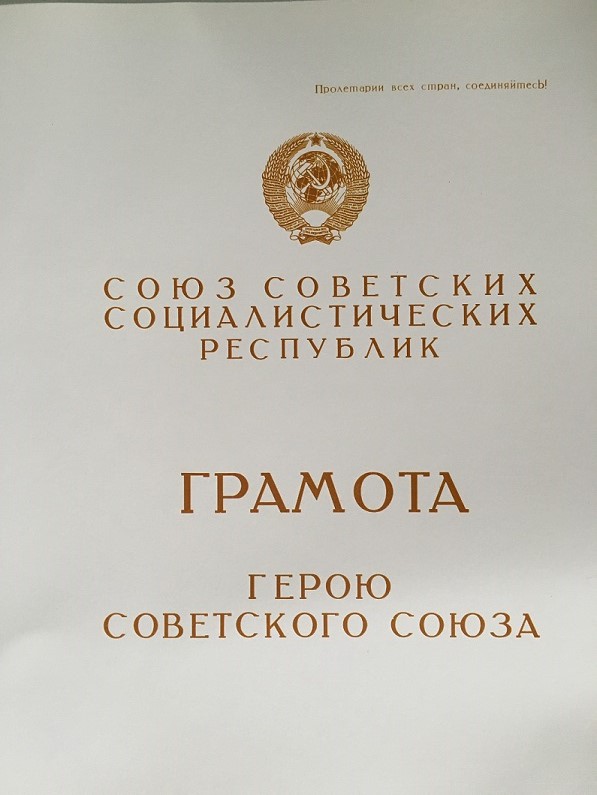 Пролетарии всех стран, соединяйтесь!
СОЮЗ СОВЕТСКИХ
СОЦИАЛИСТИЧЕСКИХ
РЕСПУБЛИК
ГРАМОТА
ГЕРОЮ
СОВЕТСКОГО СОЮЗА